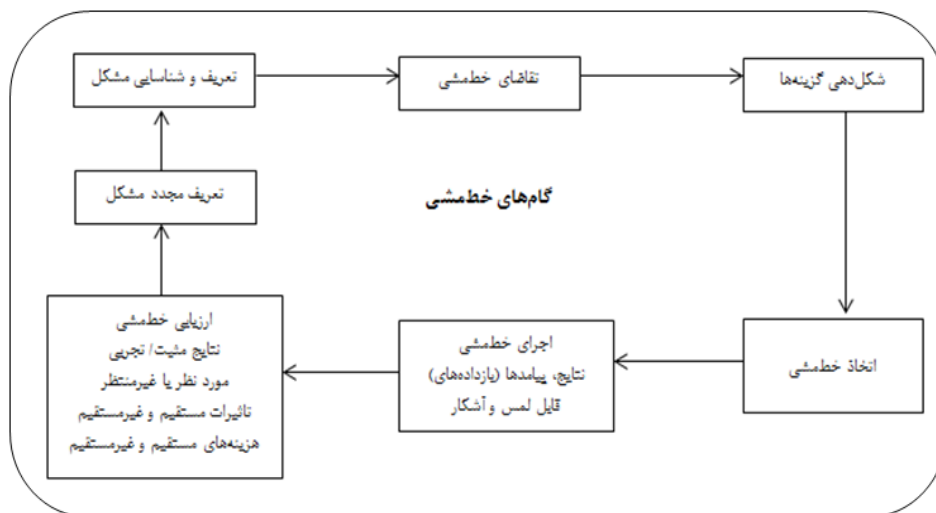 تعریف و شناسایی مشکل
تقاضای خط‌مشی
شکل‌دهی گزینه‌ها
تعریف مجدد مشکل
گام‌های خط‌مشی
ارزیابی خط‌مشی
نتایج مثبت/ تجربی
مورد نظر یا غیرمنتظر
تاثیرات مستقیم و غیرمستقیم
هزینه‌های مستقیم و غیرمستقیم
اجرای خط‌مشی
نتایج، پیامدها (بازداده‌های)
قابل لمس و آشکار
اتخاذ خط‌مشی